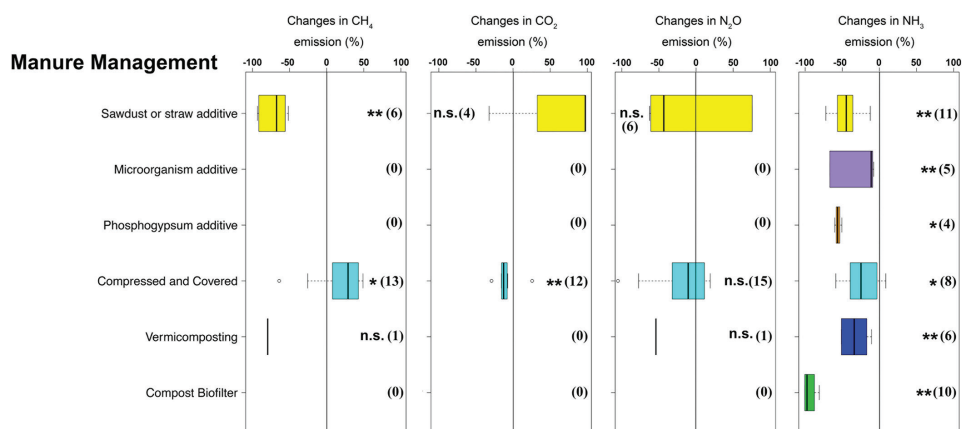 Changes in CH4 Changes in CO2 Changes in N2O Changes in NH3
emission (%) emission (%) emission (%) emission (%)
Manure Management
-100 -50 0 50 100 -100 -50 0 50 100 -100 -50 0 50 100 -100 -50 0 50 100
Sawdust or straw additive ** (6) n.s. (4) n.s. (6) ** (11)
Microorganism additive (0) (0) (0) ** (5)
Phosphogypsum additive (0) (0) (0) * (4)
Compressed and Covered * (13) ** (12) n.s. (15) * (8)
Vermicomposting n.s. (1) (0) n.s. (1) ** (6)
Compost Biofilter (0) (0) (0) ** (10)